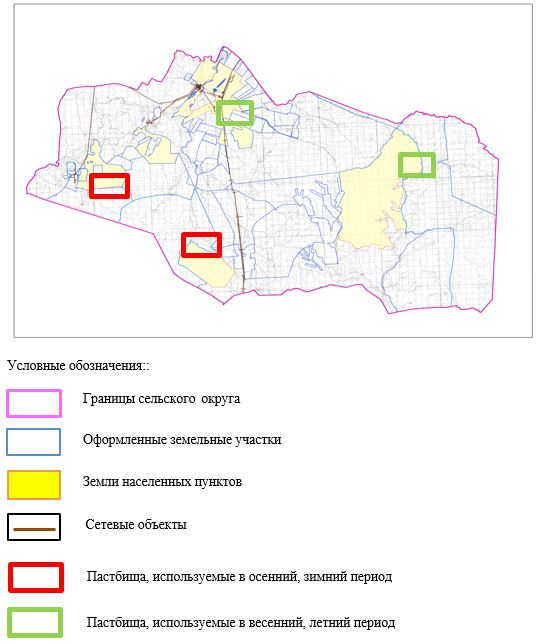 Условные обозначения::
Границы сельского округа
Оформленные земельные участки
Земли населенных пунктов
Сетевые объекты
Пастбища, используемые в осенний, зимний период
Пастбища, используемые в весенний, летний период